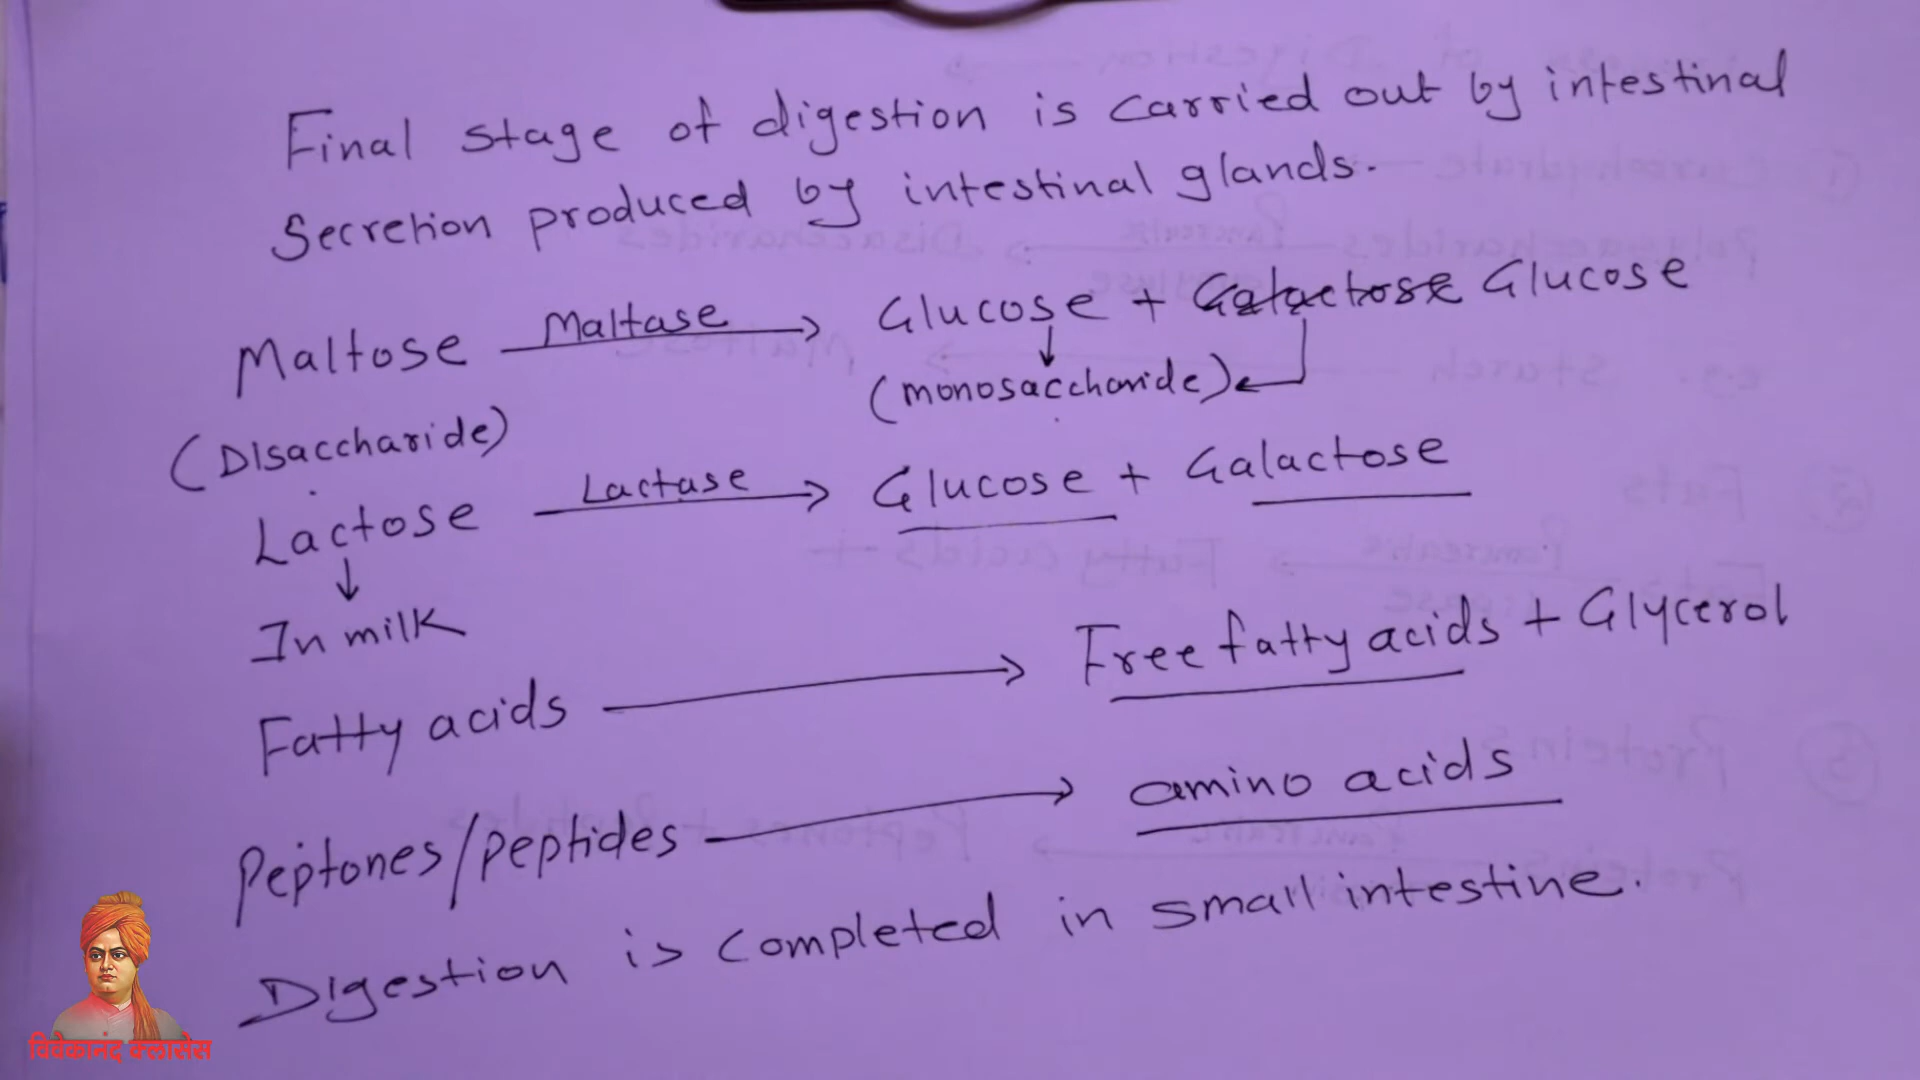 Final stage of digestion is carried out by intestinal
secretion produced by intestinal glands.
Maltose Maltase → Glucose + Galactose Glucose
(Disaccharide) (monosaccharide)
Lactose Lactase → Glucose + Galactose
↓
In milk
Fatty acids → Free fatty acids + Glycerol
Peptones/peptides → amino acids
Digestion is completed in small intestine.
विवेकानंद क्लासेस